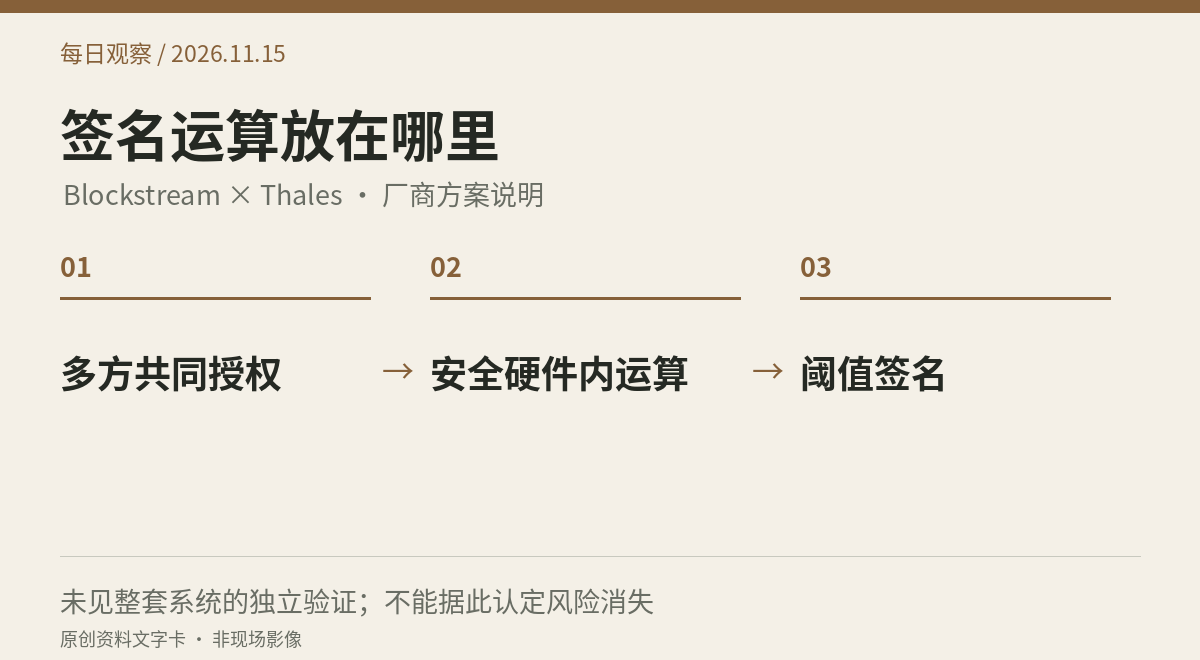 每日观察 / 2026.11.15
签名运算放在哪里
Blockstream × Thales · 厂商方案说明
01 02 03
多方共同授权 → 安全硬件内运算 → 阈值签名
未见整套系统的独立验证；不能据此认定风险消失
原创资料文字卡 · 非现场影像